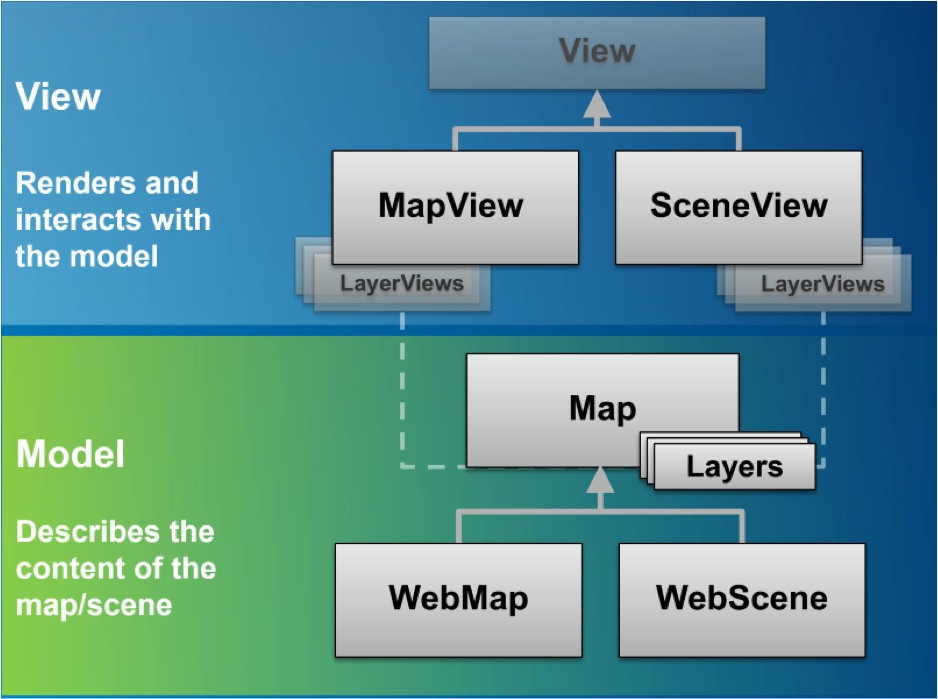 View
View
Renders and
interacts with
the model
MapView
SceneView
LayerViews
LayerViews
Model
Describes the
content of the
map/scene
Map
Layers
WebMap
WebScene